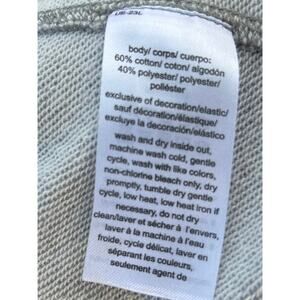 UE-23L
body/ corps/ cuerpo:
60% cotton/ coton/ algodón
40% polyester/ polyester/
poliéster
exclusive of decoration/elastic/
sauf décoration/élastique/
excluye la decoración/elástico
wash and dry inside out,
machine wash cold, gentle
cycle, wash with like colors,
non-chlorine bleach only, dry
promptly, tumble dry gentle
cycle, low heat, low heat iron if
necessary, do not dry
clean/laver et sécher à l'envers,
laver à la machine à l'eau
froide, cycle délicat, laver en
séparant les couleurs,
seulement agent de